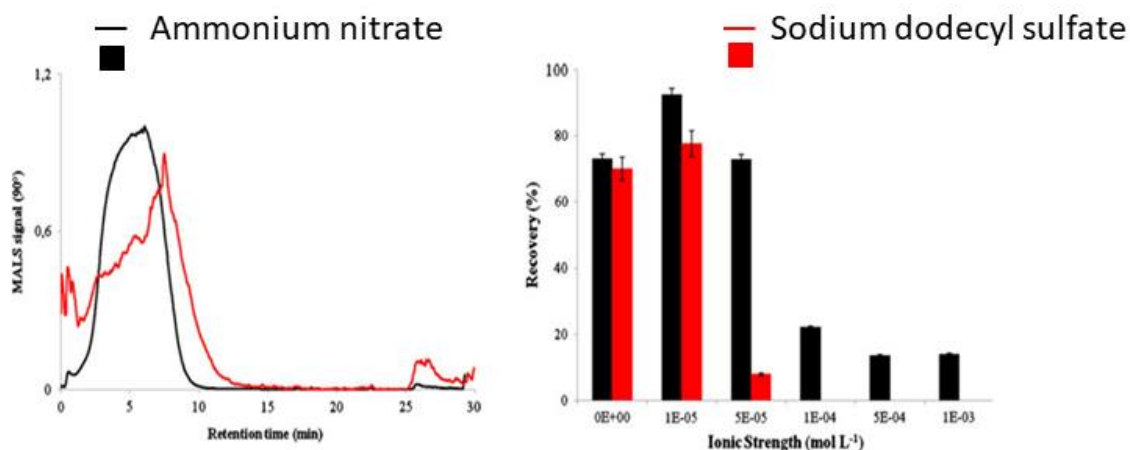 Ammonium nitrate
Sodium dodecyl sulfate
1,2
0,6
0
MALS signal (90°)
0 5 10 15 20 25 30
Retention time (min)
100
80
60
40
20
0
Recovery (%)
0E+00 1E-05 5E-05 1E-04 5E-04 1E-03
Ionic Strength (mol L⁻¹)